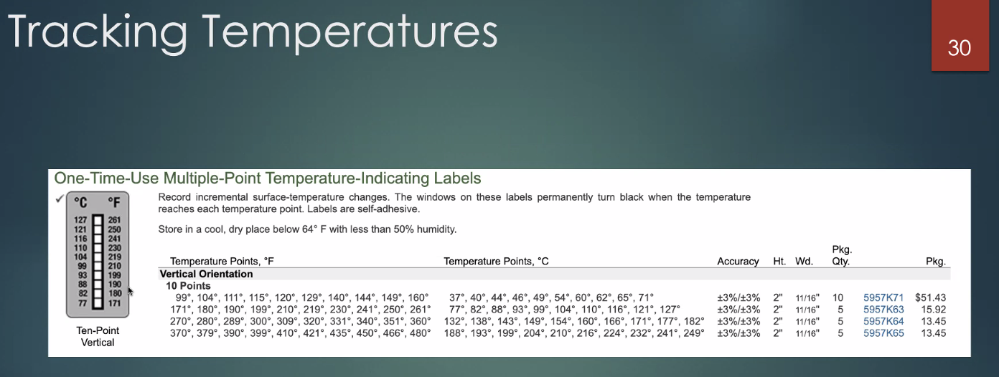 Tracking Temperatures
30
One-Time-Use Multiple-Point Temperature-Indicating Labels
°C °F
127 261
121 250
116 241
110 230
104 219
99 210
93 199
88 190
82 180
77 171
Ten-Point
Vertical
Record incremental surface-temperature changes. The windows on these labels permanently turn black when the temperature
reaches each temperature point. Labels are self-adhesive.
Store in a cool, dry place below 64° F with less than 50% humidity.
Temperature Points, °F Temperature Points, °C Accuracy Ht. Wd. Pkg. Qty. Pkg.
Vertical Orientation
10 Points
99°, 104°, 111°, 115°, 120°, 129°, 140°, 144°, 149°, 160° 37°, 40°, 44°, 46°, 49°, 54°, 60°, 62°, 65°, 71° ±3%/±3% 2" 11/16" 10 5957K71 $51.43
171°, 180°, 190°, 199°, 210°, 219°, 230°, 241°, 250°, 261° 77°, 82°, 88°, 93°, 99°, 104°, 110°, 116°, 121°, 127° ±3%/±3% 2" 11/16" 5 5957K63 15.92
270°, 280°, 289°, 300°, 309°, 320°, 331°, 340°, 351°, 360° 132°, 138°, 143°, 149°, 154°, 160°, 166°, 171°, 177°, 182° ±3%/±3% 2" 11/16" 5 5957K64 13.45
370°, 379°, 390°, 399°, 410°, 421°, 435°, 450°, 466°, 480° 188°, 193°, 199°, 204°, 210°, 216°, 224°, 232°, 241°, 249° ±3%/±3% 2" 11/16" 5 5957K65 13.45